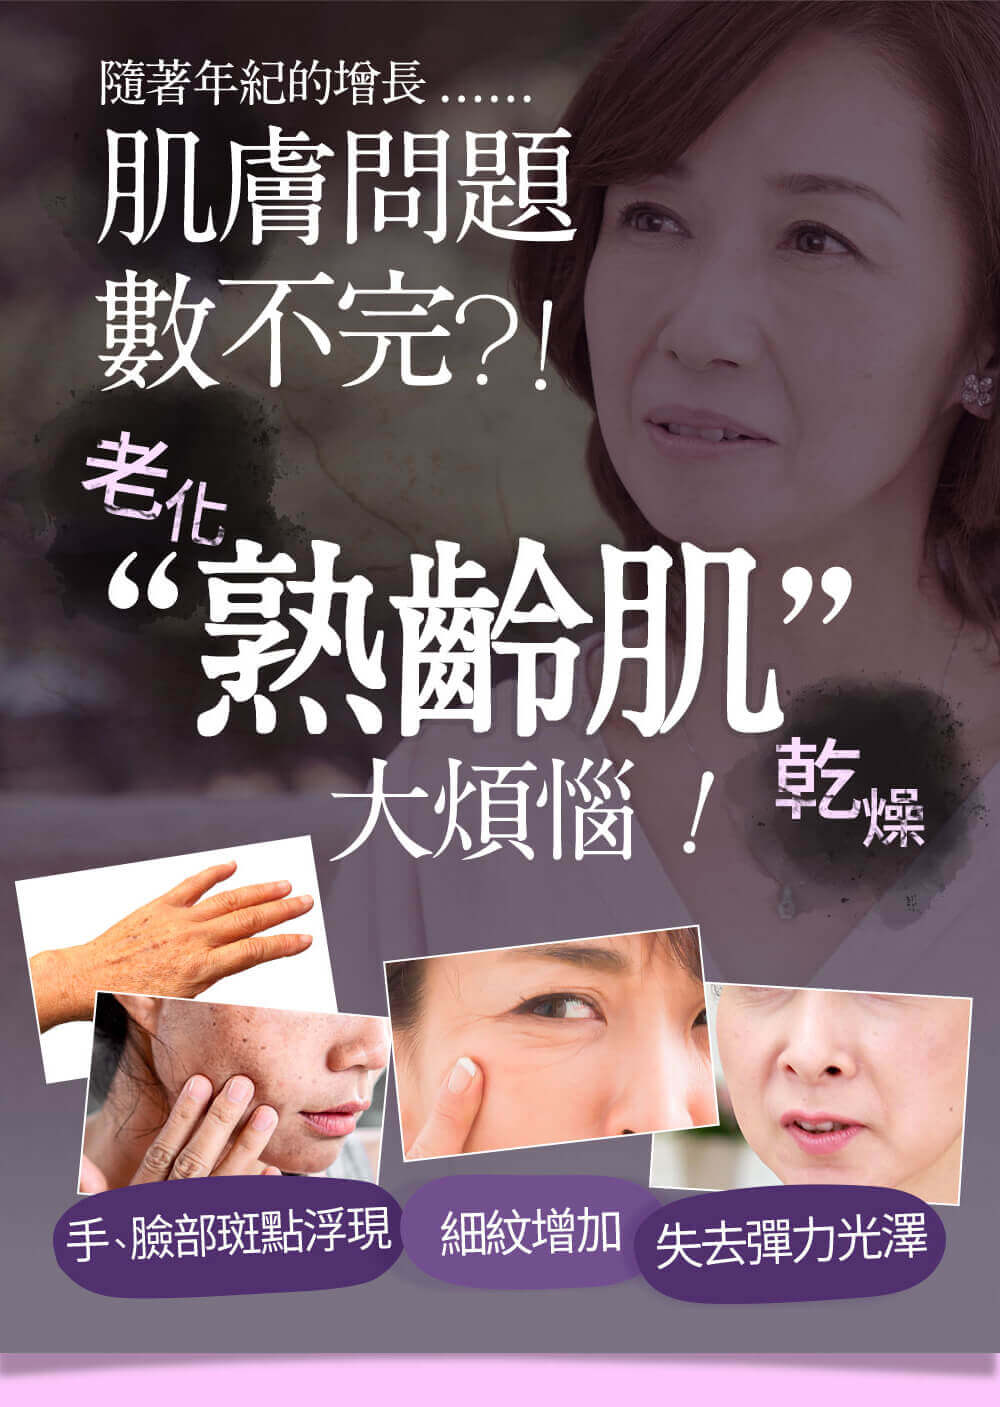 隨著年紀的增長......
肌膚問題
數不完?!
老化
“熟齡肌”
大煩惱！
乾燥
手、臉部斑點浮現
細紋增加
失去彈力光澤